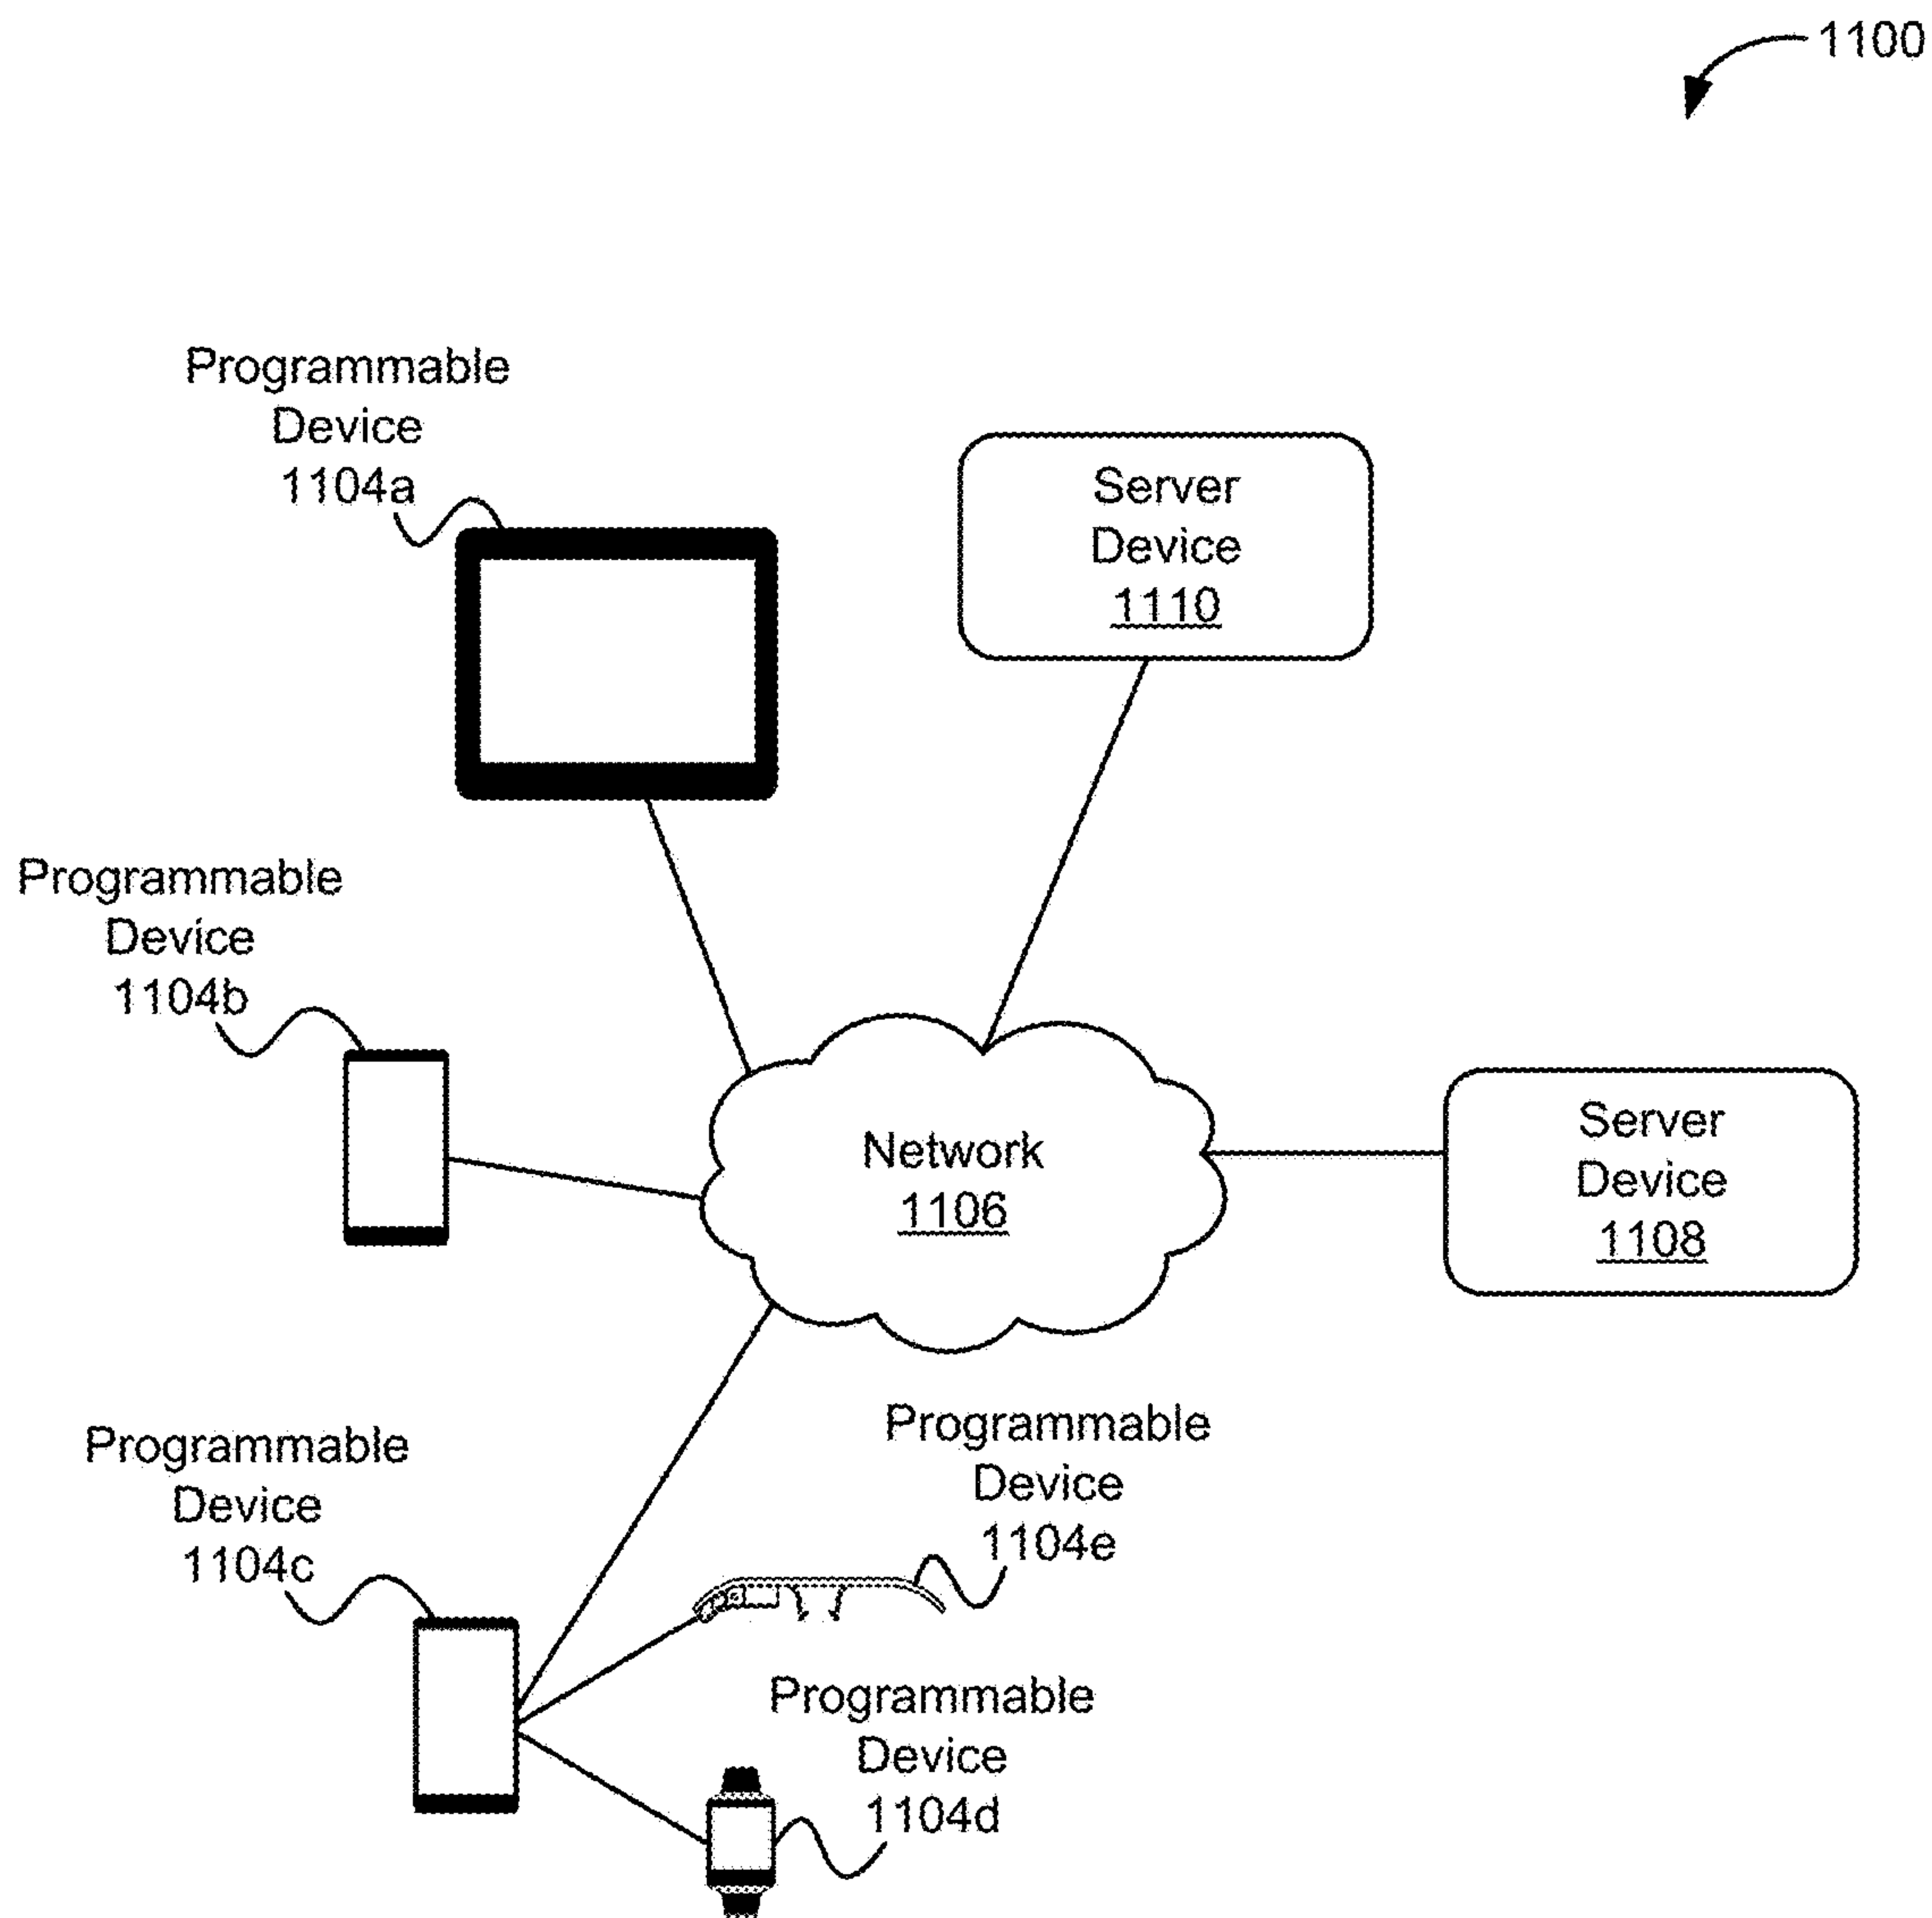 1100
Programmable
Device
1104a
Server
Device
1110
Programmable
Device
1104b
Network
1106
Server
Device
1108
Programmable
Device
1104c
Programmable
Device
1104e
Programmable
Device
1104d